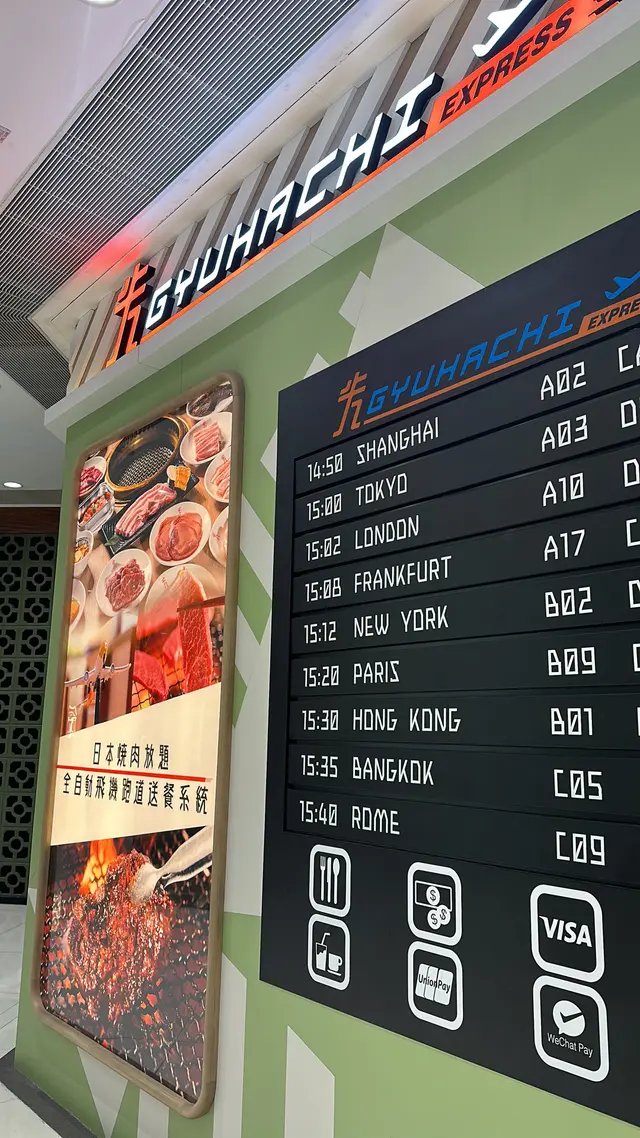 GYUHACHI EXPRESS
GYUHACHI
14:50 SHANGHAI A02
15:00 TOKYO A03
15:02 LONDON A10
15:08 FRANKFURT A17
15:12 NEW YORK B02
15:20 PARIS B09
15:30 HONG KONG B01
15:35 BANGKOK C05
15:40 ROME C09
VISA
UnionPay
WeChat Pay
日本燒肉放題
全自動飛機跑道送餐系統